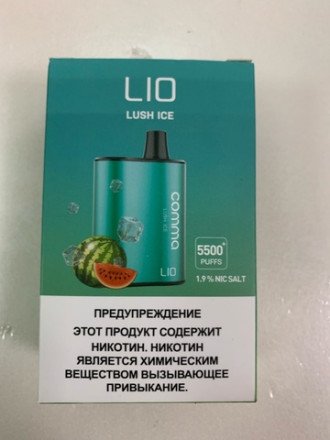 LIO
LUSH ICE
comma
LUSH ICE
LIO
5500+
PUFFS
1.9% NIC SALT
ПРЕДУПРЕЖДЕНИЕ
ЭТОТ ПРОДУКТ СОДЕРЖИТ
НИКОТИН. НИКОТИН
ЯВЛЯЕТСЯ ХИМИЧЕСКИМ
ВЕЩЕСТВОМ ВЫЗЫВАЮЩЕЕ
ПРИВЫКАНИЕ.